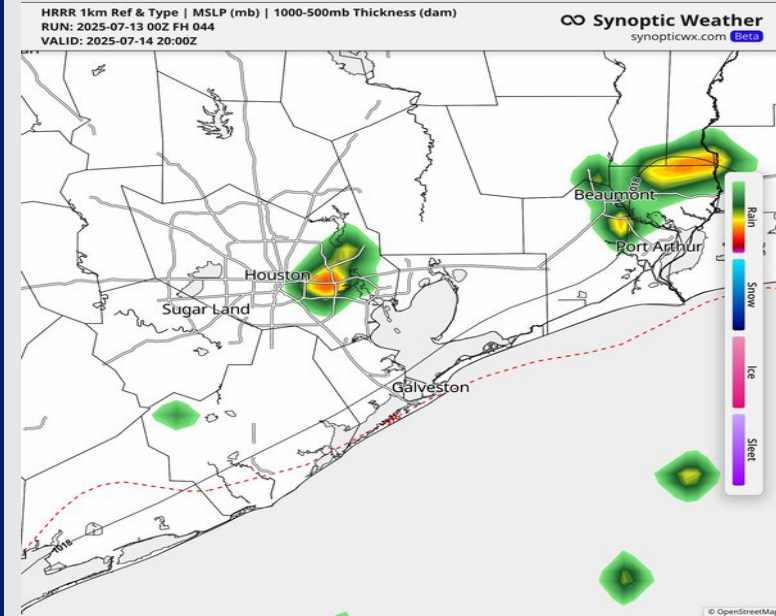 HRRR 1km Ref & Type | MSLP (mb) | 1000-500mb Thickness (dam)
RUN: 2025-07-13 00Z FH 044
VALID: 2025-07-14 20:00Z
Synoptic Weather
synopticwx.com Beta
1018
Beaumont
Port Arthur
Houston
Sugar Land
Galveston
1018
Rain
Snow
Ice
Sleet